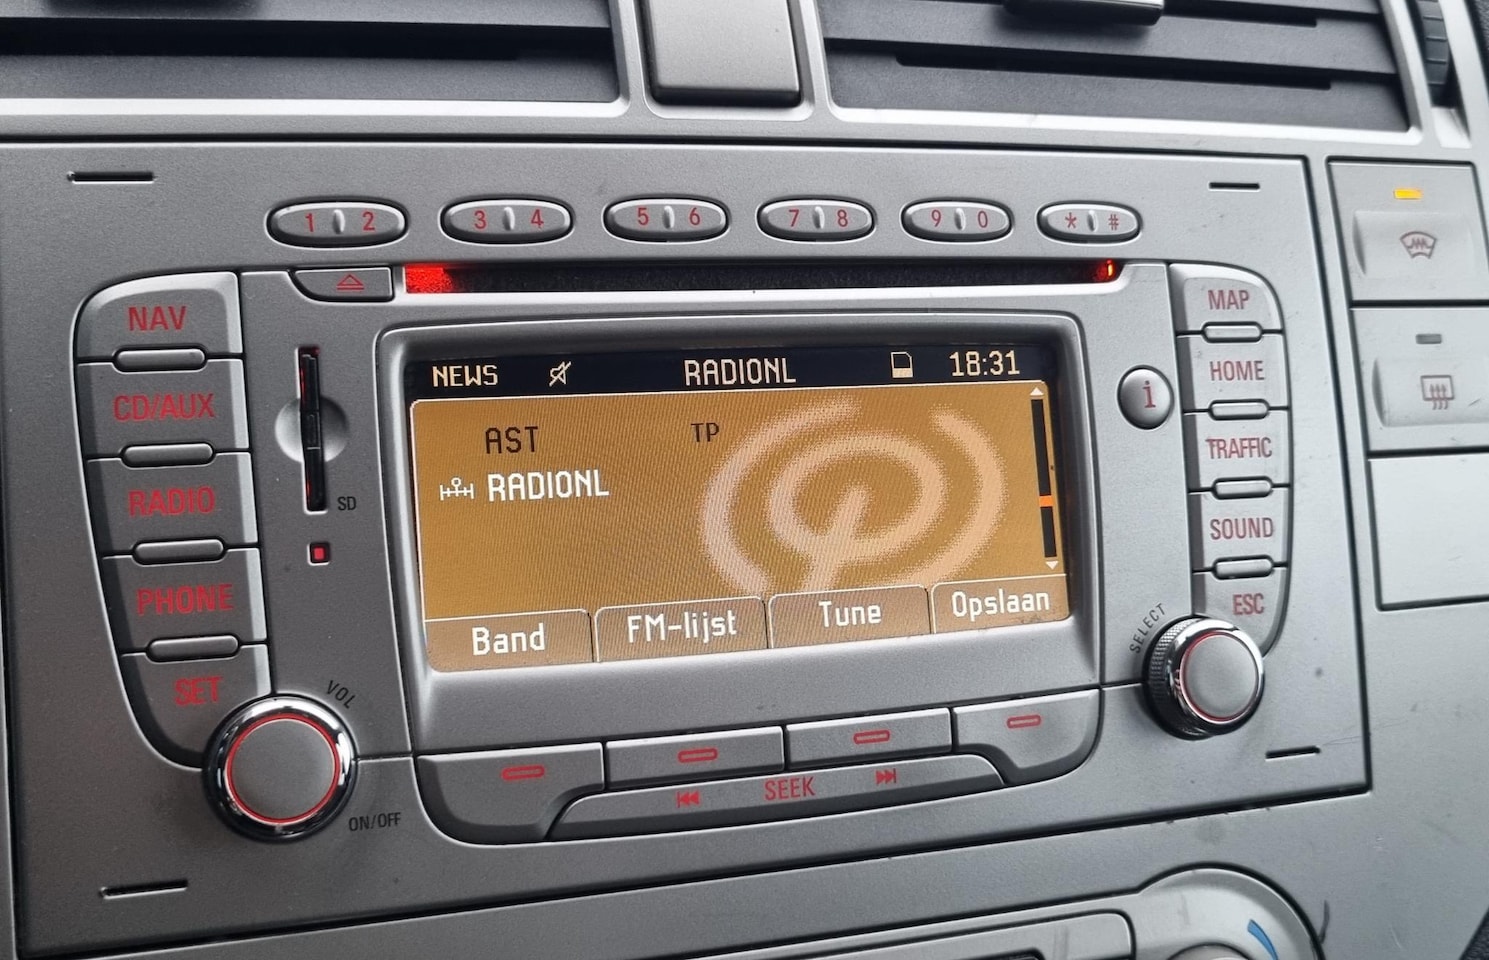 1 2 3 4 5 6 7 8 9 0 * #
NAV
CD/AUX
RADIO
PHONE
SET
SD
VOL
ON/OFF
NEWS RADIONL 18:31
AST TP
RADIONL
Band FM-lijst Tune Opslaan
SEEK
i
MAP
HOME
TRAFFIC
SOUND
ESC
SELECT